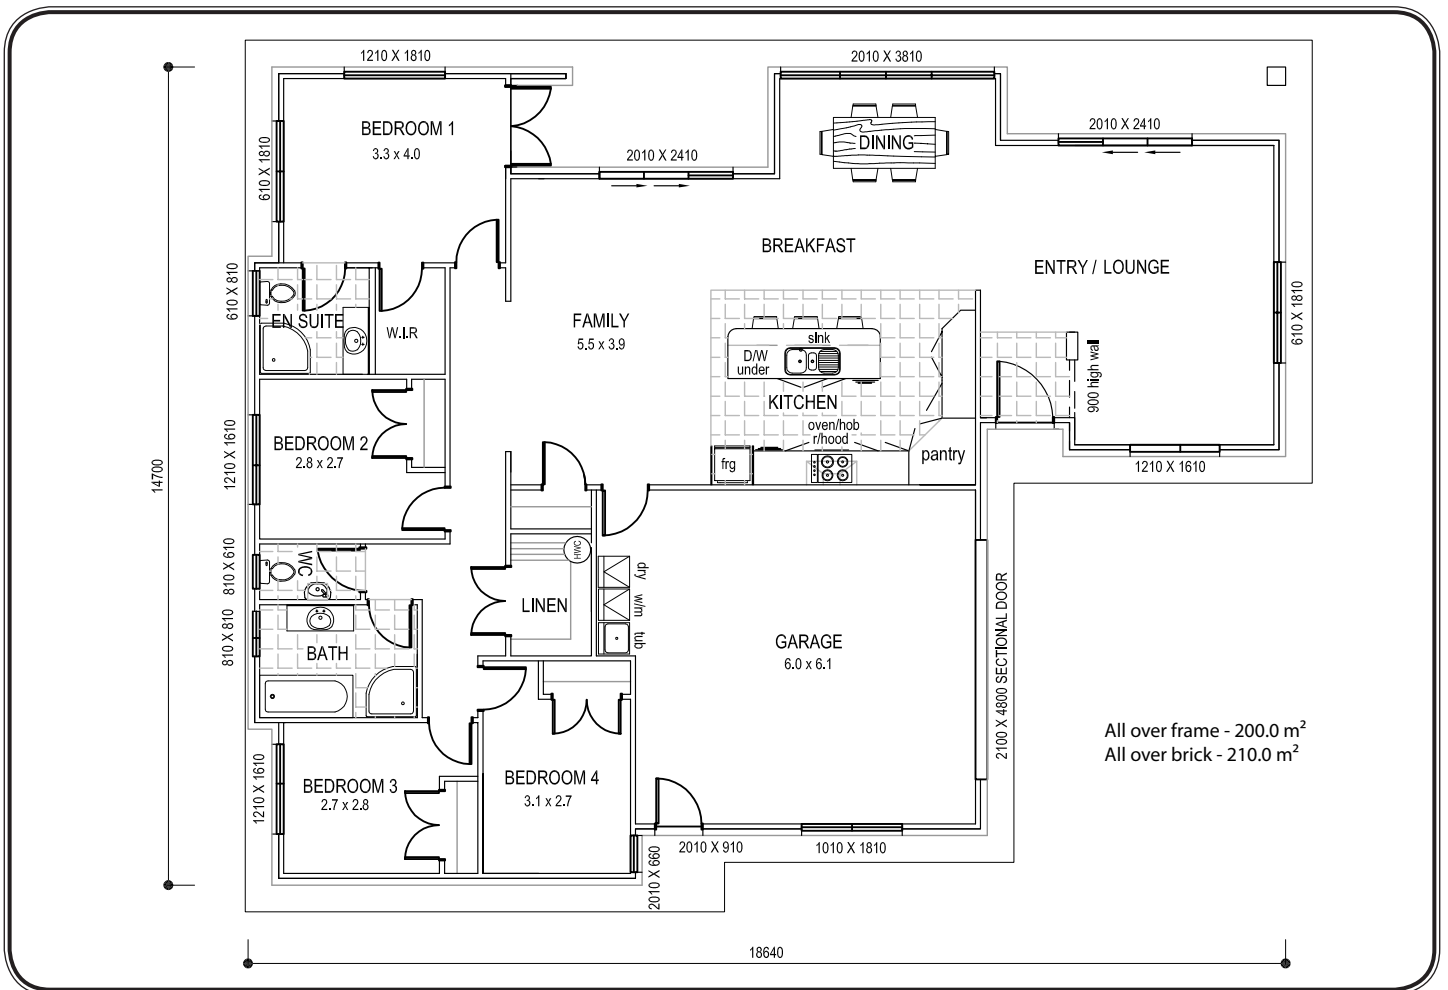 1210 X 1810
2010 X 3810
BEDROOM 1
3.3 x 4.0
610 X 1810
2010 X 2410
DINING
2010 X 2410
BREAKFAST
ENTRY / LOUNGE
610 X 810
EN SUITE
W.I.R
FAMILY
5.5 x 3.9
sink
D/W
under
KITCHEN
oven/hob
r/hood
frg
pantry
900 high wall
610 X 1810
1210 X 1610
14700
1210 X 1610
BEDROOM 2
2.8 x 2.7
810 X 610
WC
HWC
LINEN
dry
w/m
tub
810 X 810
BATH
GARAGE
6.0 x 6.1
2100 X 4800 SECTIONAL DOOR
All over frame - 200.0 m²
All over brick - 210.0 m²
1210 X 1610
BEDROOM 3
2.7 x 2.8
BEDROOM 4
3.1 x 2.7
2010 X 660
2010 X 910
1010 X 1810
18640